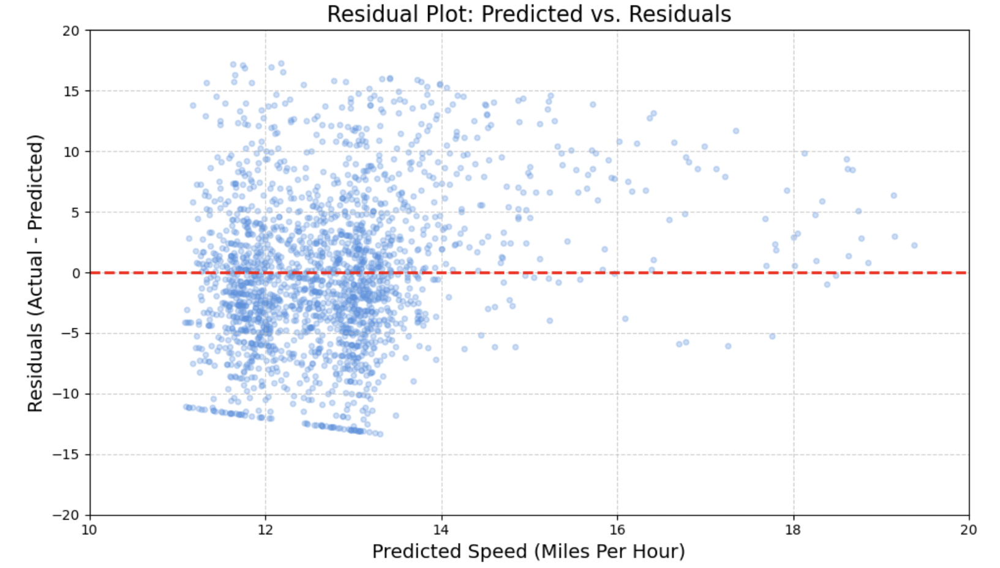 Residual Plot: Predicted vs. Residuals
Residuals (Actual - Predicted)
20
15
10
5
0
−5
−10
−15
−20
10 12 14 16 18 20
Predicted Speed (Miles Per Hour)